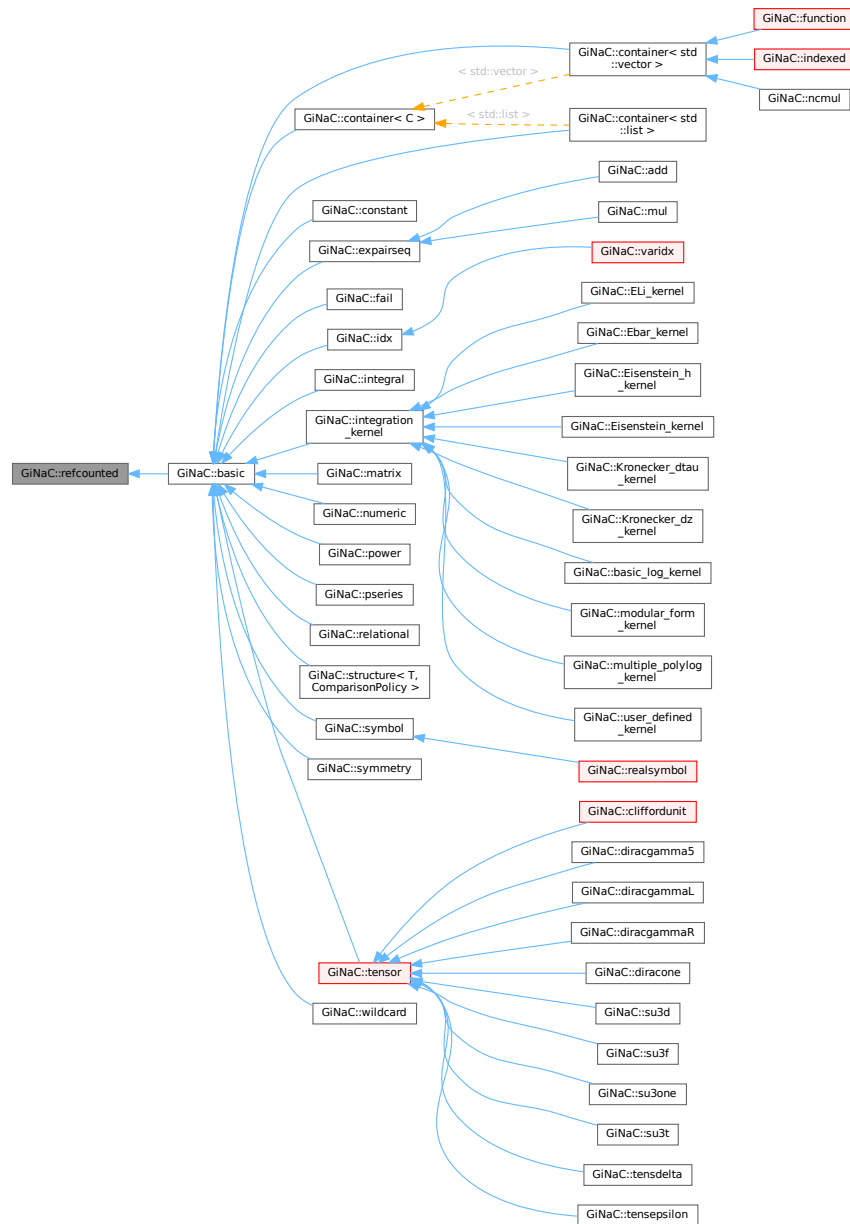 GiNaC::refcounted
GiNaC::basic
GiNaC::container< C >
GiNaC::constant
GiNaC::expairseq
GiNaC::fail
GiNaC::idx
GiNaC::integral
GiNaC::integration
_kernel
GiNaC::matrix
GiNaC::numeric
GiNaC::power
GiNaC::pseries
GiNaC::relational
GiNaC::structure< T,
ComparisonPolicy >
GiNaC::symbol
GiNaC::symmetry
GiNaC::tensor
GiNaC::wildcard
< std::vector >
< std::list >
GiNaC::container< std
::vector >
GiNaC::container< std
::list >
GiNaC::add
GiNaC::mul
GiNaC::varidx
GiNaC::ELi_kernel
GiNaC::Ebar_kernel
GiNaC::Eisenstein_h
_kernel
GiNaC::Eisenstein_kernel
GiNaC::Kronecker_dtau
_kernel
GiNaC::Kronecker_dz
_kernel
GiNaC::basic_log_kernel
GiNaC::modular_form
_kernel
GiNaC::multiple_polylog
_kernel
GiNaC::user_defined
_kernel
GiNaC::realsymbol
GiNaC::cliffordunit
GiNaC::diracgamma5
GiNaC::diracgammaL
GiNaC::diracgammaR
GiNaC::diracone
GiNaC::su3d
GiNaC::su3f
GiNaC::su3one
GiNaC::su3t
GiNaC::tensdelta
GiNaC::tensepsilon
GiNaC::function
GiNaC::indexed
GiNaC::ncmul